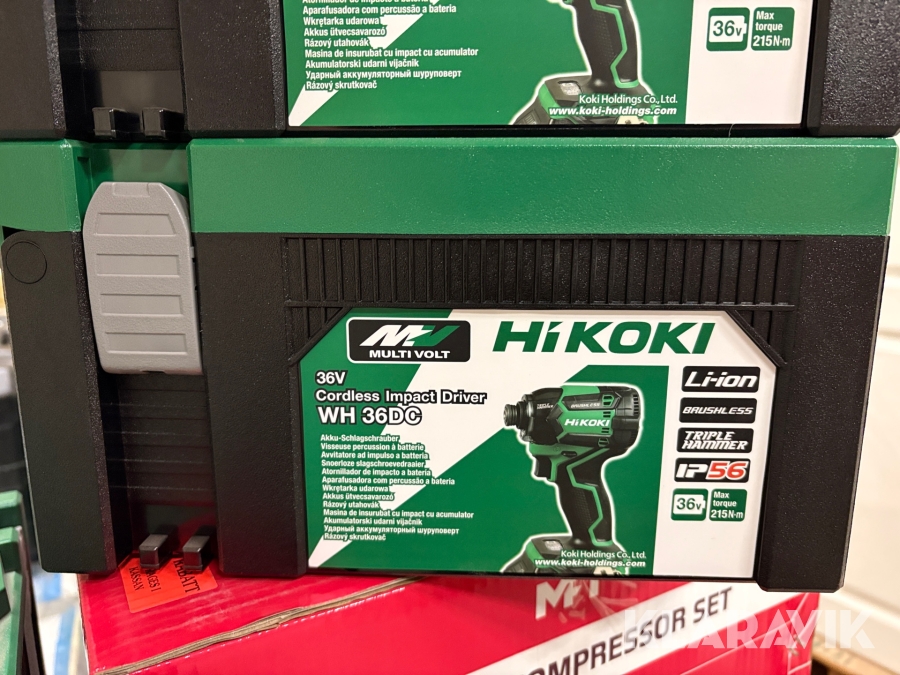 Aparafusadora com percussão a bateria
Wkrętarka udarowa
Akkus ütvecsavarozó
Rázový utahovák
Masina de insurubat cu impact cu acumulator
Akumulatorski udarni vijačnik
Ударный аккумуляторный шуруповерт
Rázový skrutkovač
36V
Max
torque
215N·m
Koki Holdings Co., Ltd.
www.koki-holdings.com
MV
MULTI VOLT
HiKOKI
36V
Cordless Impact Driver
WH 36DC
Akku-Schlagschrauber
Visseuse percussion à batterie
Avvitatore ad impulso a batteria
Snoerloze slagschroevedraaier
Atornillador de impacto a batería
Aparafusadora com percussão a bateria
Wkrętarka udarowa
Akkus ütvecsavarozó
Rázový utahovák
Masina de insurubat cu impact cu acumulator
Akumulatorski udarni vijačnik
Ударный аккумуляторный шуруповерт
Rázový skrutkovač
BRUSHLESS
HiKOKI
Li-ion
BRUSHLESS
TRIPLE
HAMMER
IP56
36V
Max
torque
215N·m
Koki Holdings Co., Ltd.
www.koki-holdings.com
RABATT
KASSAN
COMPRESSOR SET
KLARAVIK